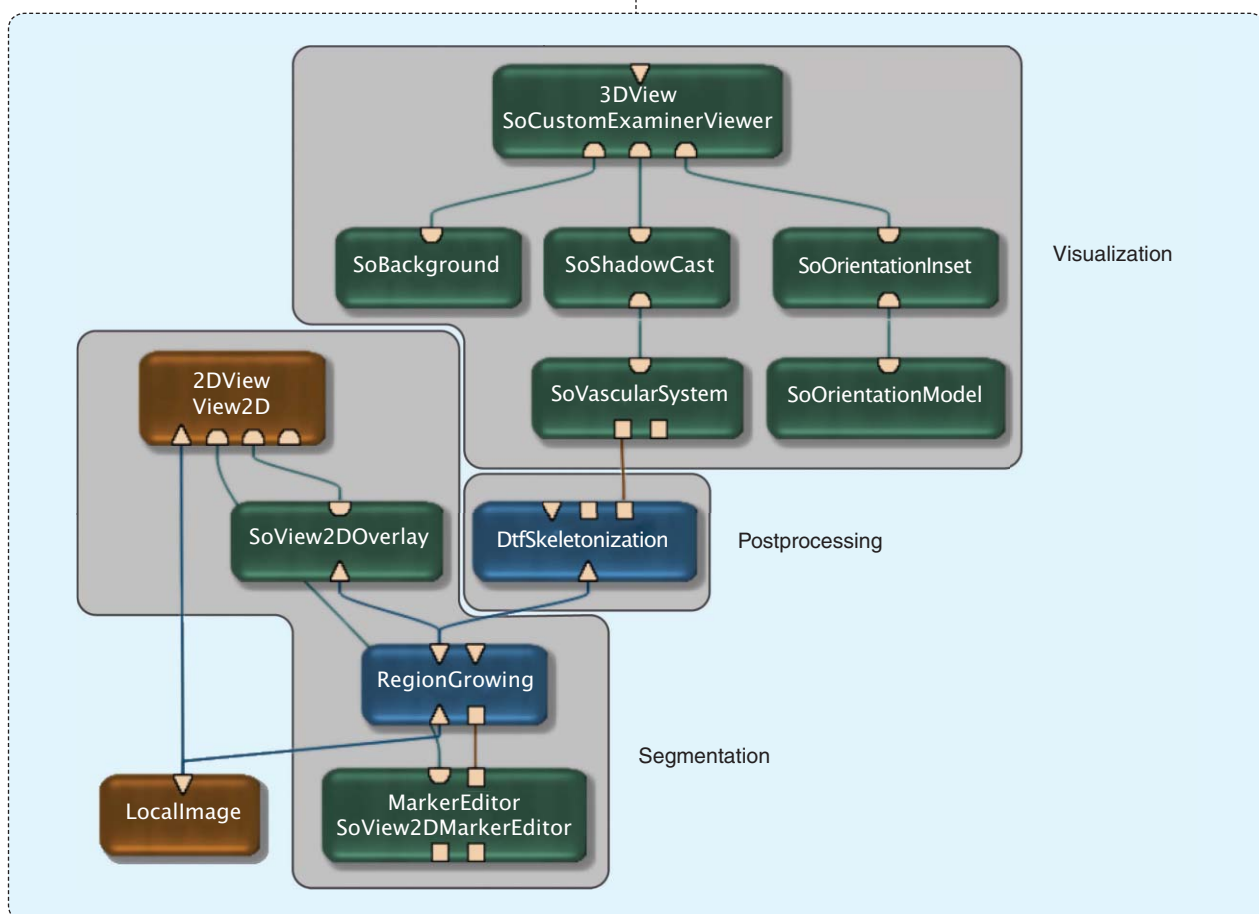 3DView
SoCustomExaminerViewer
SoBackground
SoShadowCast
SoOrientationInset
Visualization
2DView
View2D
SoVascularSystem
SoOrientationModel
SoView2DOverlay
DtfSkeletonization
Postprocessing
RegionGrowing
Segmentation
LocalImage
MarkerEditor
SoView2DMarkerEditor